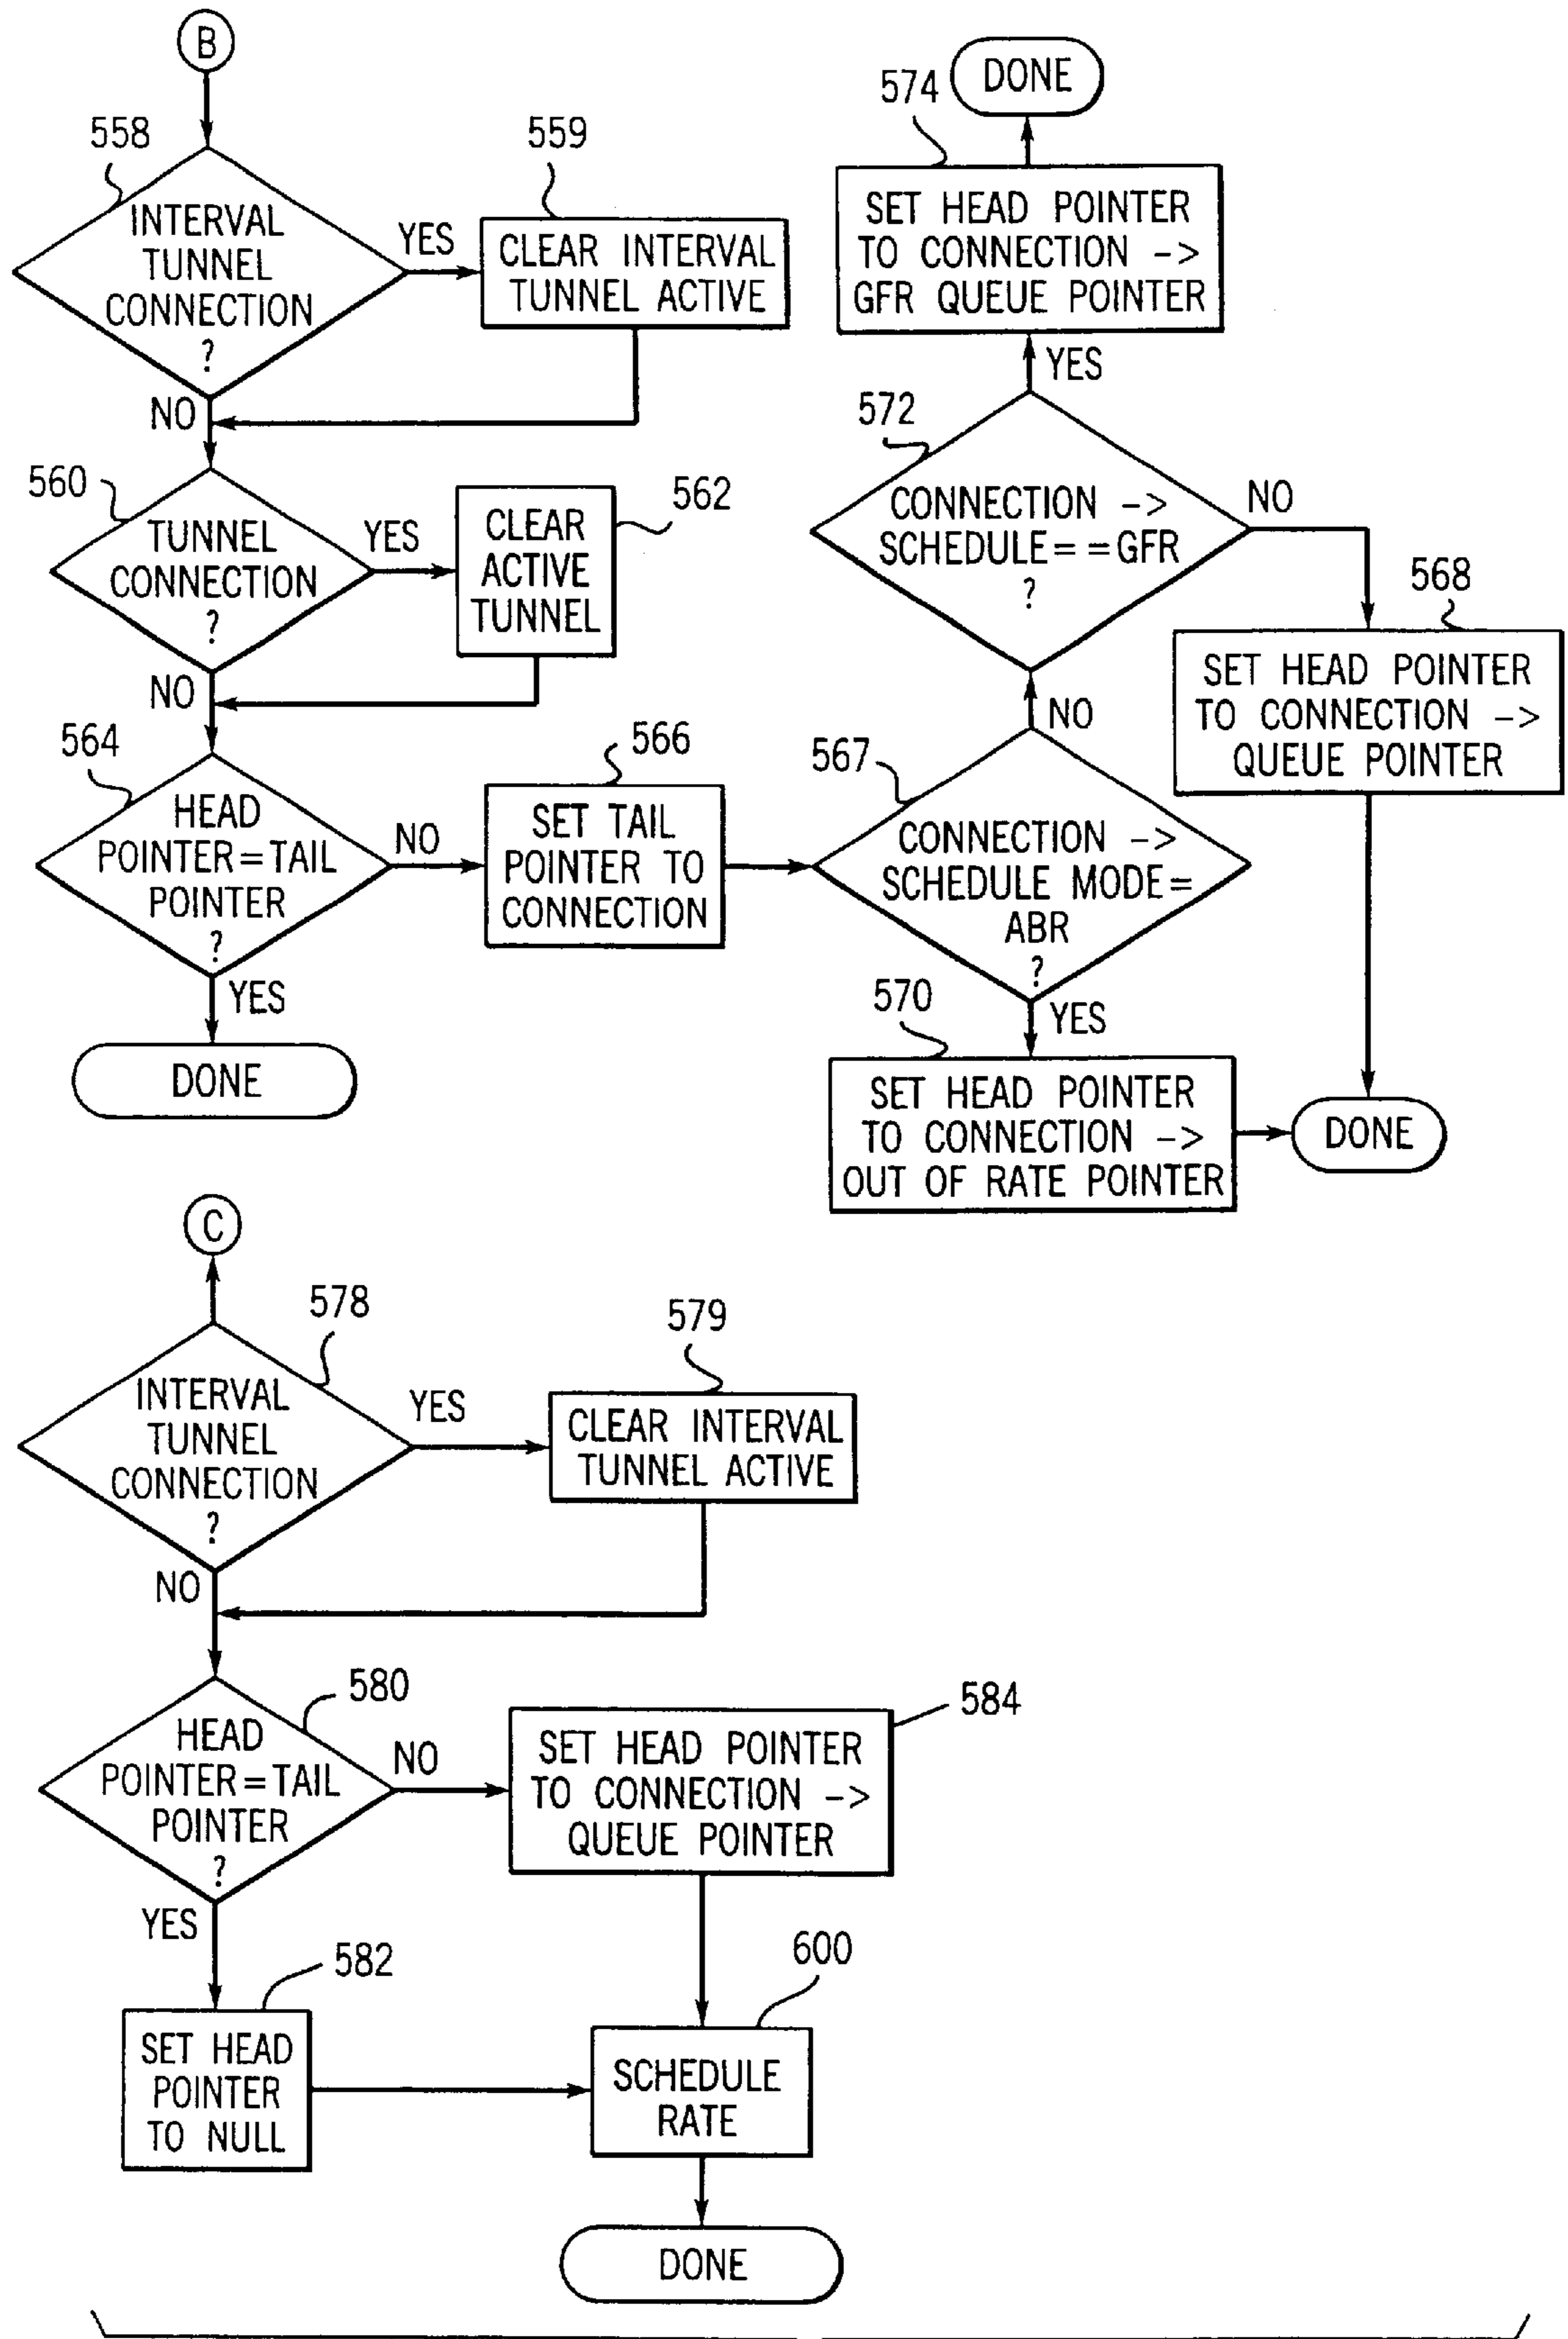 B
558
INTERVAL
TUNNEL
CONNECTION
?
YES
NO
559
CLEAR INTERVAL
TUNNEL ACTIVE
560
TUNNEL
CONNECTION
?
YES
NO
562
CLEAR
ACTIVE
TUNNEL
564
HEAD
POINTER=TAIL
POINTER
?
NO
YES
DONE
566
SET TAIL
POINTER TO
CONNECTION
567
CONNECTION ->
SCHEDULE MODE=
ABR
?
NO
YES
570
SET HEAD POINTER
TO CONNECTION ->
OUT OF RATE POINTER
DONE
572
CONNECTION ->
SCHEDULE==GFR
?
YES
NO
574
SET HEAD POINTER
TO CONNECTION ->
GFR QUEUE POINTER
DONE
568
SET HEAD POINTER
TO CONNECTION ->
QUEUE POINTER
C
578
INTERVAL
TUNNEL
CONNECTION
?
YES
NO
579
CLEAR INTERVAL
TUNNEL ACTIVE
580
HEAD
POINTER=TAIL
POINTER
?
NO
YES
584
SET HEAD POINTER
TO CONNECTION ->
QUEUE POINTER
582
SET HEAD
POINTER
TO NULL
600
SCHEDULE
RATE
DONE